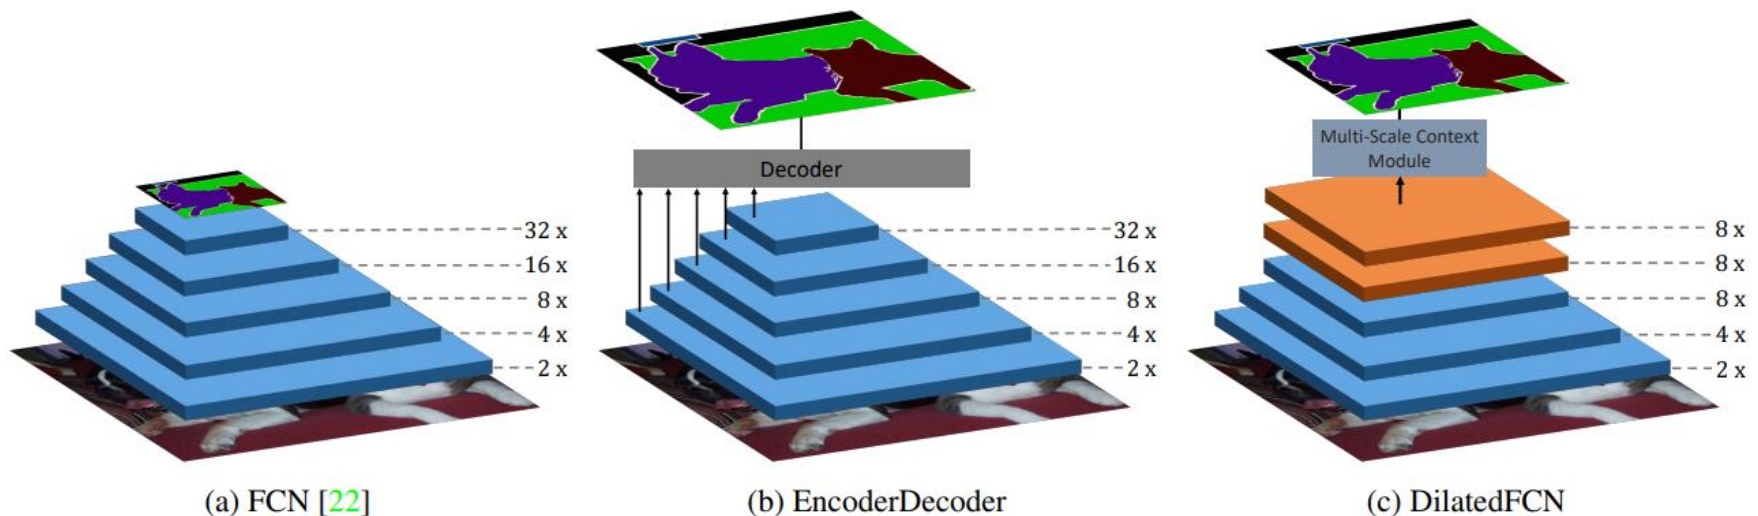 Decoder
Multi-Scale Context
Module
32 x
16 x
8 x
4 x
2 x
32 x
16 x
8 x
4 x
2 x
8 x
8 x
8 x
4 x
2 x
(a) FCN [22]
(b) EncoderDecoder
(c) DilatedFCN